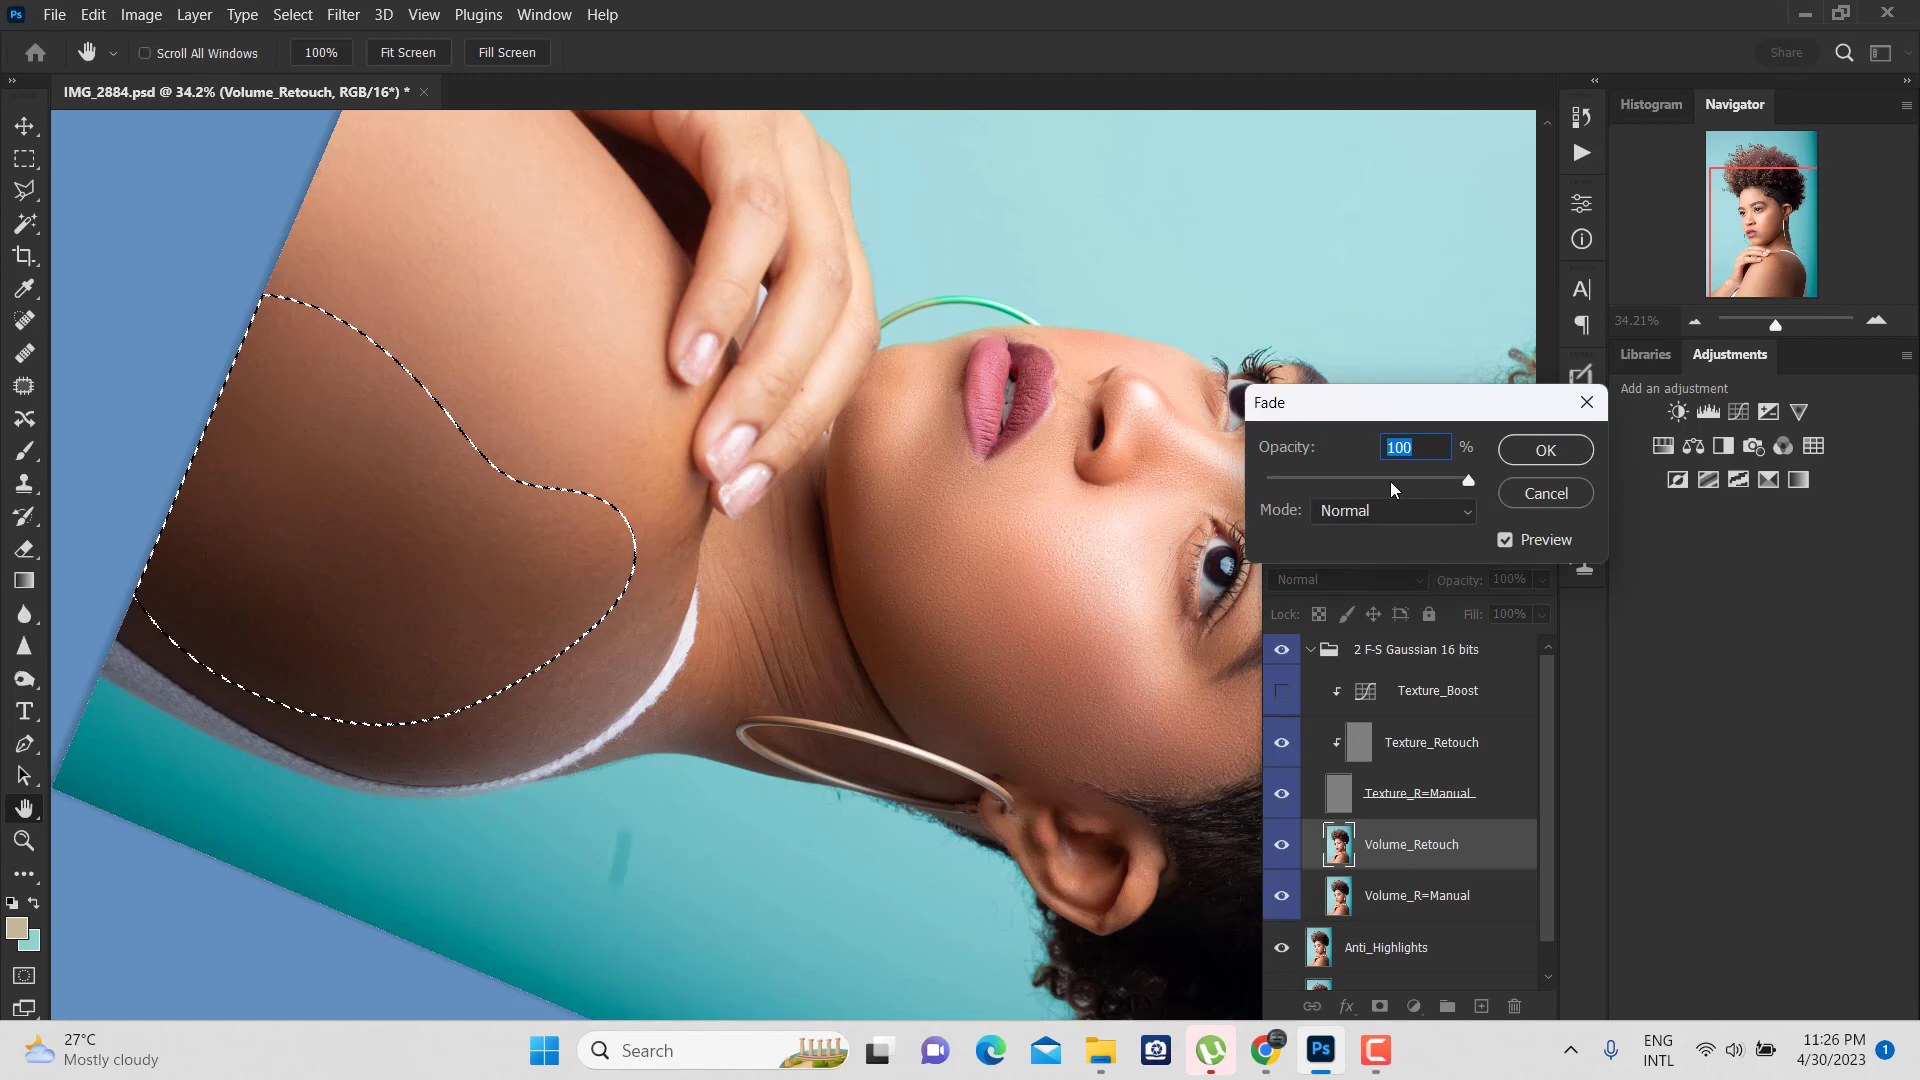 Ps File Edit Image Layer Type Select Filter 3D View Plugins Window Help
Scroll All Windows 100% Fit Screen Fill Screen Share
IMG_2884.psd @ 34.2% (Volume_Retouch, RGB/16*) *
Histogram Navigator
34.21%
Libraries Adjustments
Add an adjustment
Fade
Opacity: 100 % OK
Cancel
Mode: Normal
Preview
Normal Opacity: 100%
Lock: Fill: 100%
2 F-S Gaussian 16 bits
Texture_Boost
Texture_Retouch
Texture_R=Manual
Volume_Retouch
Volume_R=Manual
Anti_Highlights
27°C
Mostly cloudy
Search
Ps
ENG
INTL
11:26 PM
4/30/2023
1